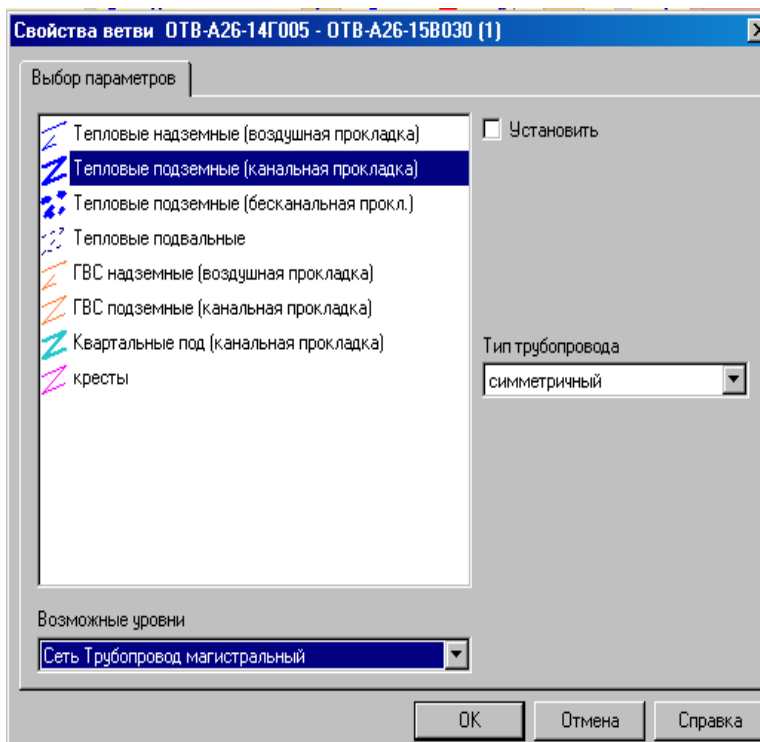 Свойства ветви ОТВ-А26-14Г005 - ОТВ-А26-15В030 (1)
Выбор параметров
Тепловые надземные (воздушная прокладка)
Установить
Тепловые подземные (канальная прокладка)
Тепловые подземные (бесканальная прокл.)
Тепловые подвальные
ГВС надземные (воздушная прокладка)
ГВС подземные (канальная прокладка)
Квартальные под (канальная прокладка)
кресты
Тип трубопровода
симметричный
Возможные уровни
Сеть Трубопровод магистральный
OK
Отмена
Справка